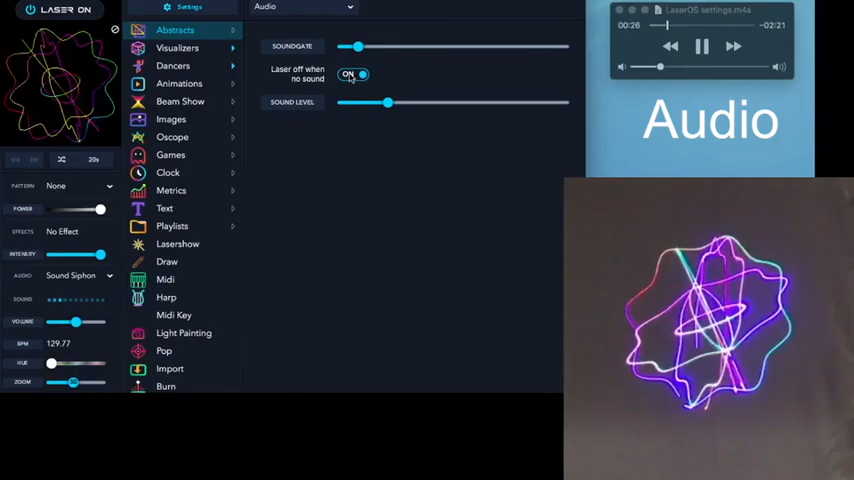 LASER ON
Settings
Audio
LaserOS settings.m4a
00:26
-02:21
Abstracts
Visualizers
Dancers
Animations
Beam Show
Images
Oscope
Games
Clock
Metrics
Text
Playlists
Lasershow
Draw
Midi
Harp
Midi Key
Light Painting
Pop
Import
Burn
SOUNDGATE
Laser off when
no sound
ON
SOUND LEVEL
Audio
20s
PATTERN
None
POWER
EFFECTS
No Effect
INTENSITY
AUDIO
Sound Siphon
SOUND
VOLUME
BPM
129.77
HUE
ZOOM